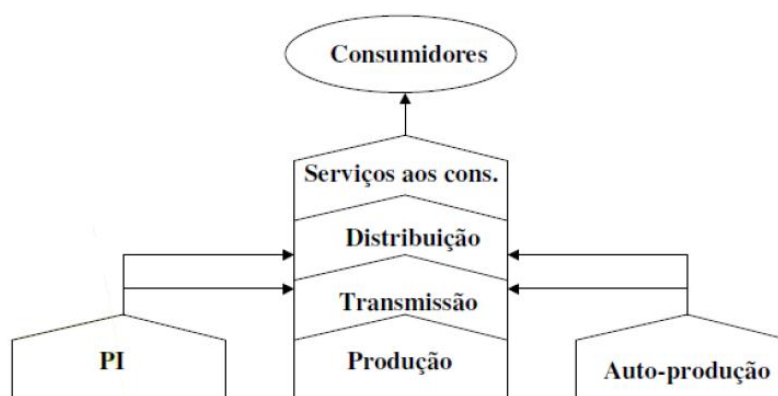 Consumidores
Serviços aos cons.
Distribuição
Transmissão
PI
Produção
Auto-produção